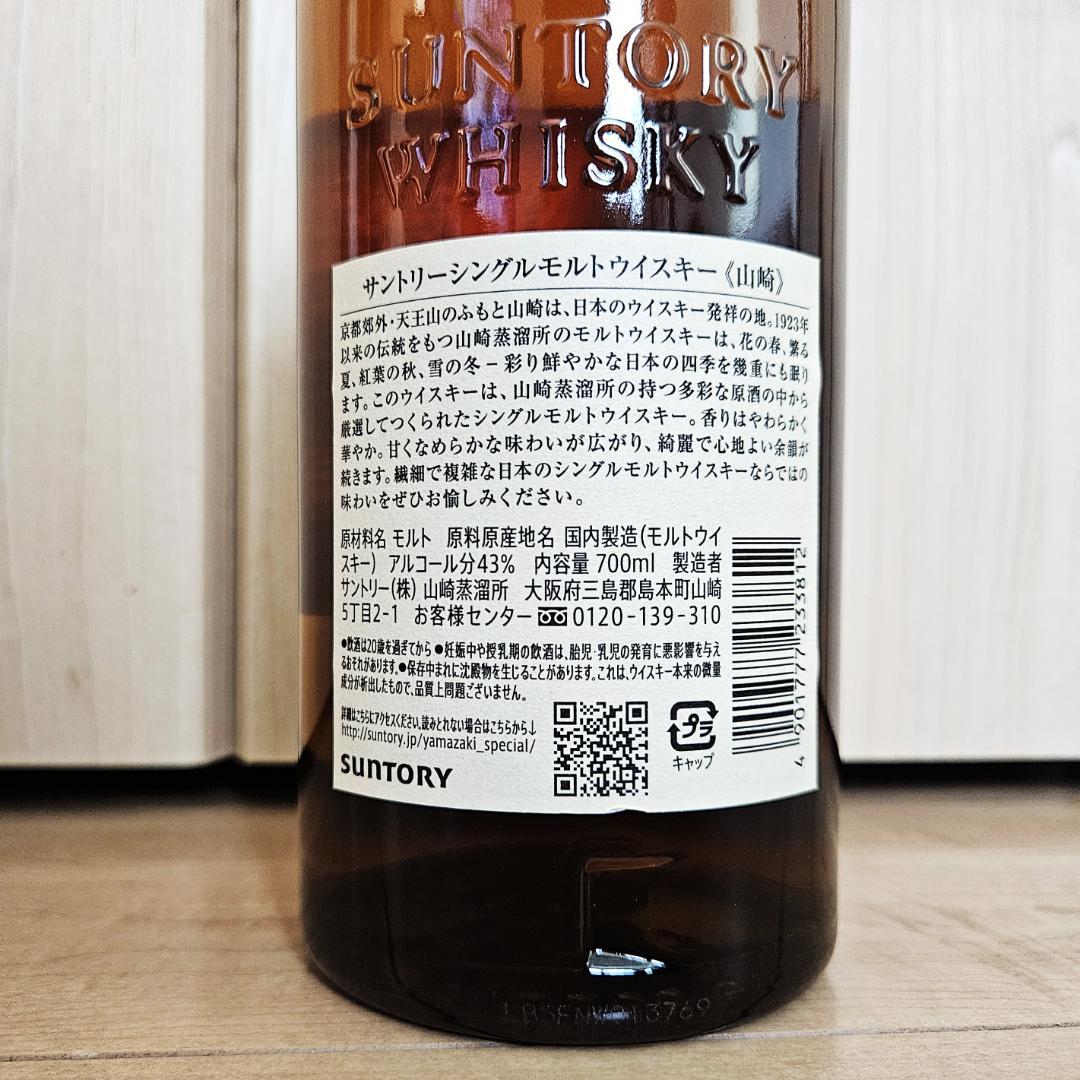 SUNTORY
WHISKY
サントリーシングルモルトウイスキー《山崎》
京都郊外・天王山のふもと山崎は、日本のウイスキー発祥の地。1923年
以来の伝統をもつ山崎蒸溜所のモルトウイスキーは、花の春、繁る
夏、紅葉の秋、雪の冬－彩り鮮やかな日本の四季を幾重にも眠り
ます。このウイスキーは、山崎蒸溜所の持つ多彩な原酒の中から
厳選してつくられたシングルモルトウイスキー。香りはやわらかく
華やか。甘くなめらかな味わいが広がり、綺麗で心地よい余韻が
続きます。繊細で複雑な日本のシングルモルトウイスキーならではの
味わいをぜひお愉しみください。
原材料名 モルト 原料原産地名 国内製造(モルトウイ
スキー) アルコール分43% 内容量 700ml 製造者
サントリー(株) 山崎蒸溜所 大阪府三島郡島本町山崎
5丁目2-1 お客様センター 0120-139-310
●飲酒は20歳を過ぎてから ●妊娠中や授乳期の飲酒は、胎児・乳児の発育に悪影響を与え
るおそれがあります。●保存中まれに沈殿物を生じることがあります。これは、ウイスキー本来の微量
成分が析出したもので、品質上問題ございません。
詳細はこちらにアクセスください。読みとれない場合はこちらから↓
http://suntory.jp/yamazaki_special/
SUNTORY
プラ
キャップ
4 901777 233812